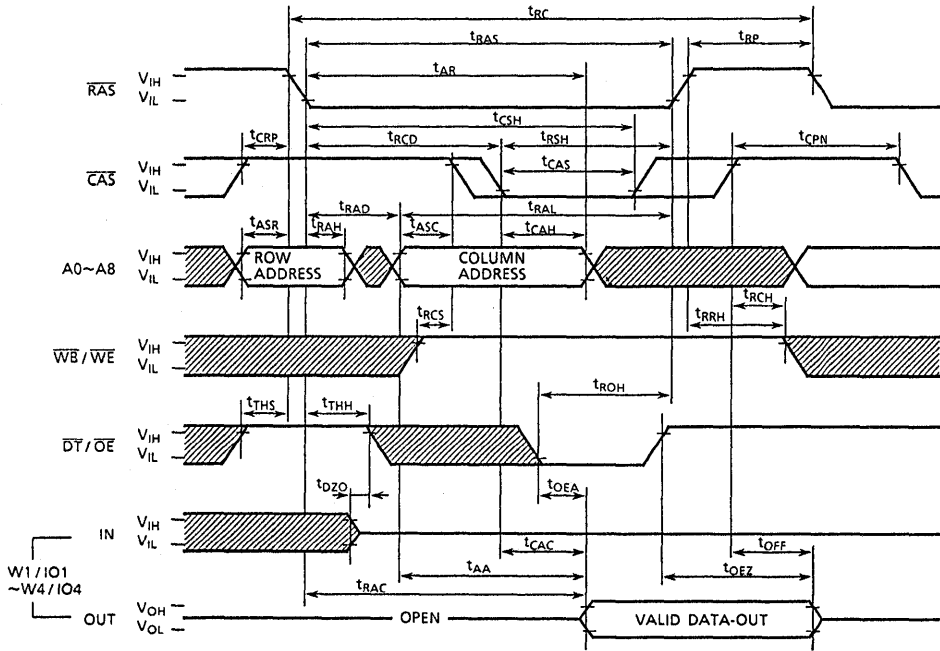 tRC
tRAS tRP
tAR
RAS VIH
VIL
tCSH
tCRP tRCD tRSH tCPN
tCAS
CAS VIH
VIL
tRAD tRAL
tASR tRAH tASC tCAH
A0~A8 VIH
VIL
ROW ADDRESS
COLUMN ADDRESS
tRCS tRCH
tRRH
WB / WE VIH
VIL
tROH
tTHS tTHH
DT / OE VIH
VIL
tDZO tOEA
IN VIH
VIL
tCAC tOFF
tAA tOEZ
tRAC
W1 / IO1
~W4 / IO4
OUT VOH
VOL
OPEN VALID DATA-OUT